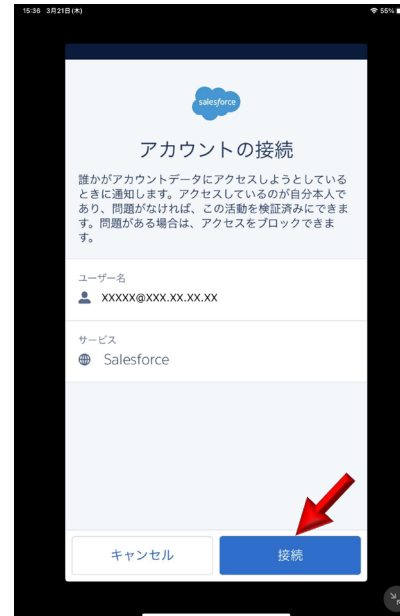 15:36 3月21日(木)
55%
salesforce
アカウントの接続
誰かがアカウントデータにアクセスしようとしている
ときに通知します。アクセスしているのが自分本人で
あり、問題がなければ、この活動を検証済みにできま
す。問題がある場合は、アクセスをブロックできま
す。
ユーザー名
XXXXX@XXX.XX.XX.XX
サービス
Salesforce
キャンセル
接続